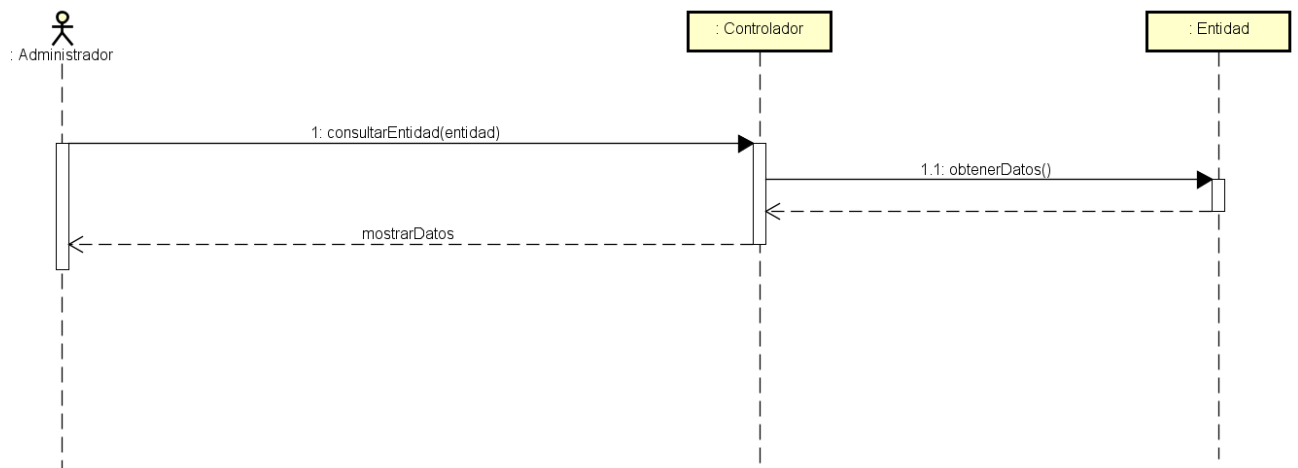 : Administrador
: Controlador
: Entidad
1: consultarEntidad(entidad)
1.1: obtenerDatos()
mostrarDatos